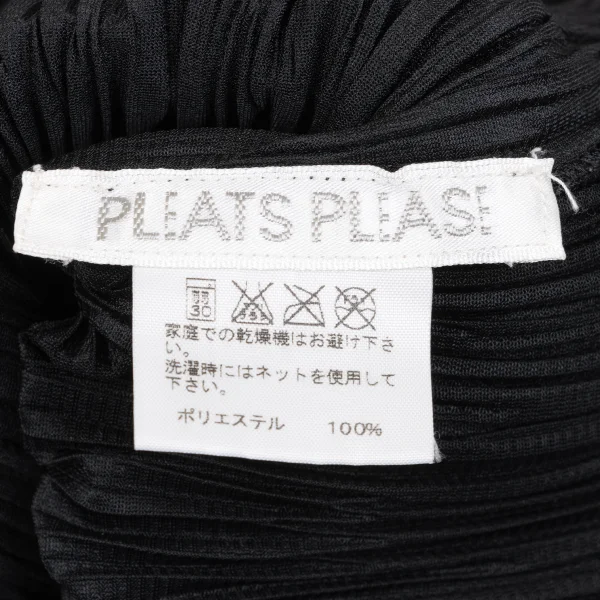 PLEATS PLEASE
弱
30
家庭での乾燥機はお避け下さ
い。
洗濯時にはネットを使用して
下さい。
ポリエステル 100%